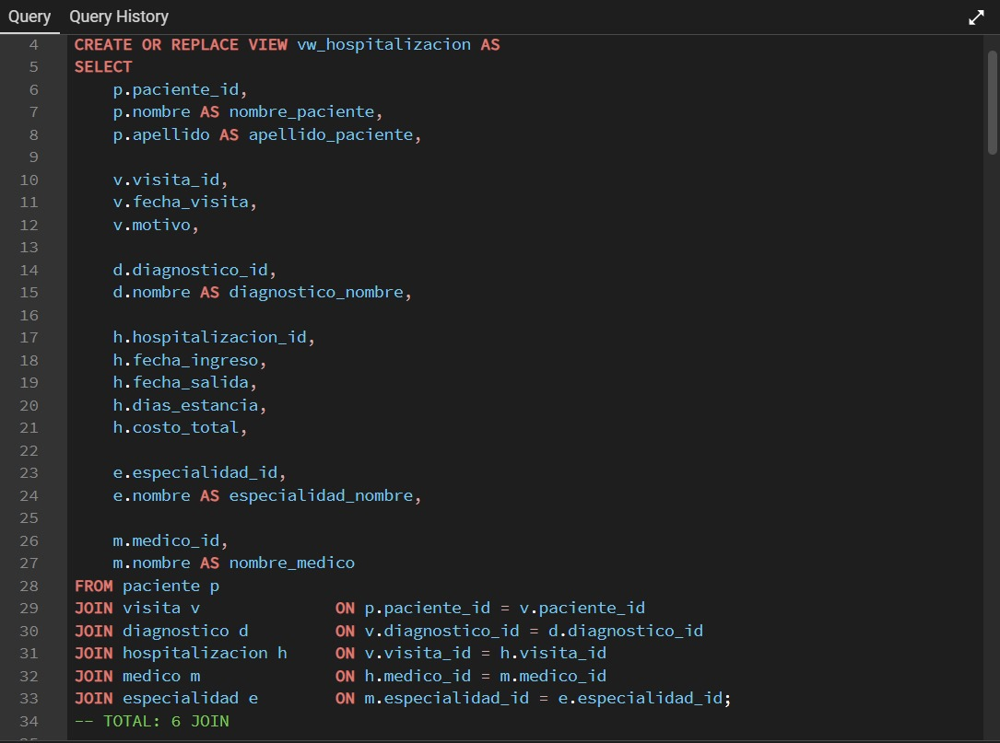 Query Query History
4 CREATE OR REPLACE VIEW vw_hospitalizacion AS
5 SELECT
6     p.paciente_id,
7     p.nombre AS nombre_paciente,
8     p.apellido AS apellido_paciente,
9
10     v.visita_id,
11     v.fecha_visita,
12     v.motivo,
13
14     d.diagnostico_id,
15     d.nombre AS diagnostico_nombre,
16
17     h.hospitalizacion_id,
18     h.fecha_ingreso,
19     h.fecha_salida,
20     h.dias_estancia,
21     h.costo_total,
22
23     e.especialidad_id,
24     e.nombre AS especialidad_nombre,
25
26     m.medico_id,
27     m.nombre AS nombre_medico
28 FROM paciente p
29 JOIN visita v              ON p.paciente_id = v.paciente_id
30 JOIN diagnostico d         ON v.diagnostico_id = d.diagnostico_id
31 JOIN hospitalizacion h     ON v.visita_id = h.visita_id
32 JOIN medico m              ON h.medico_id = m.medico_id
33 JOIN especialidad e        ON m.especialidad_id = e.especialidad_id;
34 -- TOTAL: 6 JOIN